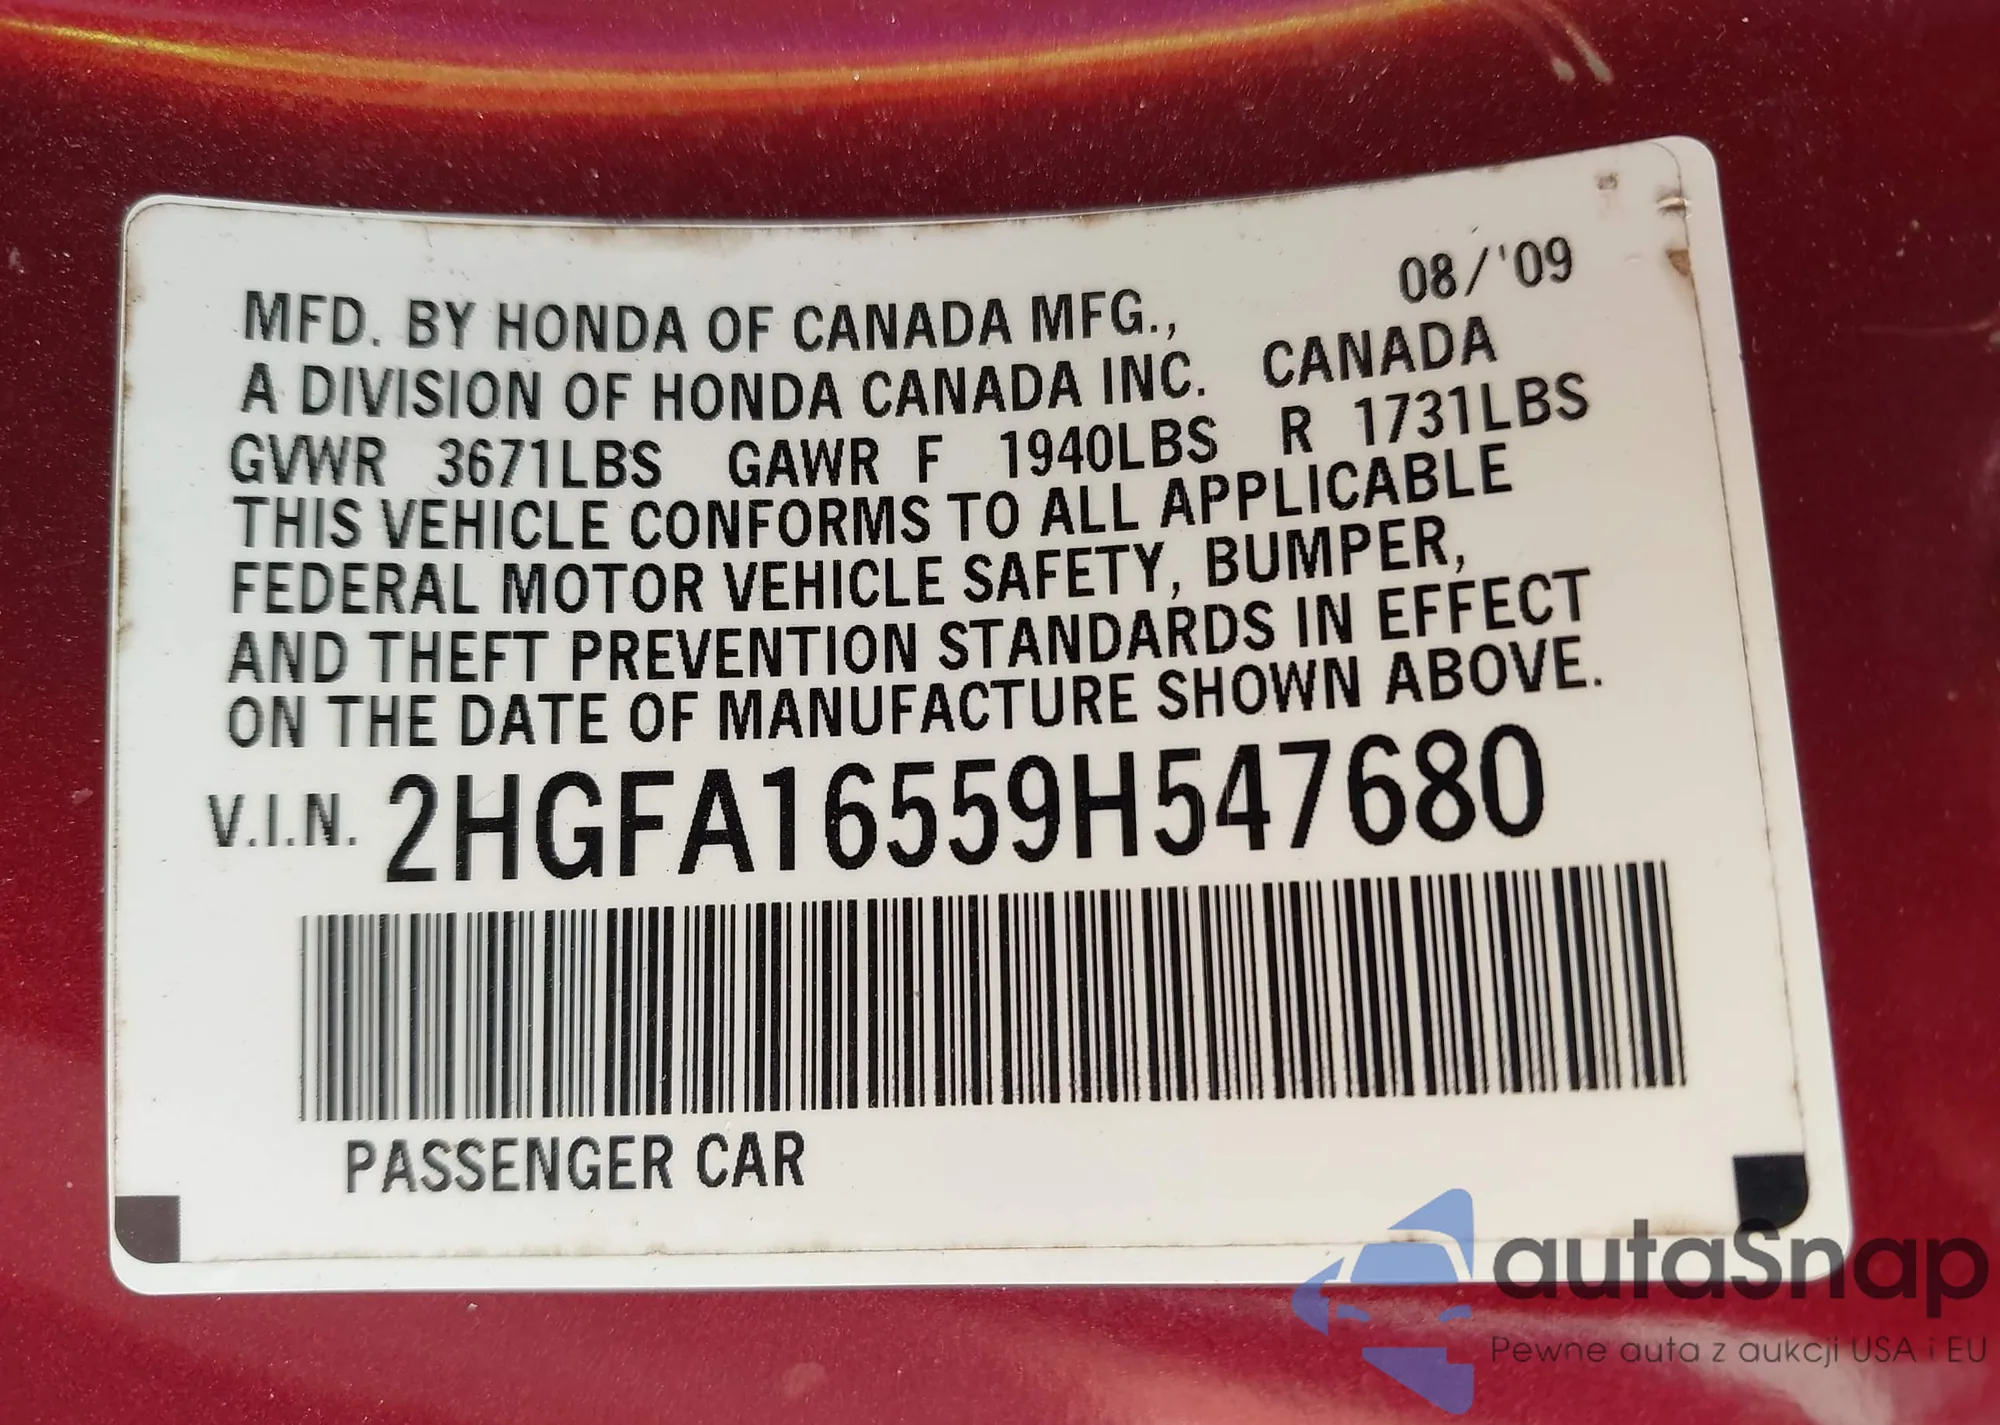 08/'09
MFD. BY HONDA OF CANADA MFG.,
A DIVISION OF HONDA CANADA INC. CANADA
GVWR 3671LBS GAWR F 1940LBS R 1731LBS
THIS VEHICLE CONFORMS TO ALL APPLICABLE
FEDERAL MOTOR VEHICLE SAFETY, BUMPER,
AND THEFT PREVENTION STANDARDS IN EFFECT
ON THE DATE OF MANUFACTURE SHOWN ABOVE.
V.I.N. 2HGFA16559H547680
PASSENGER CAR
autaSnap
Pewne auta z aukcji USA i EU